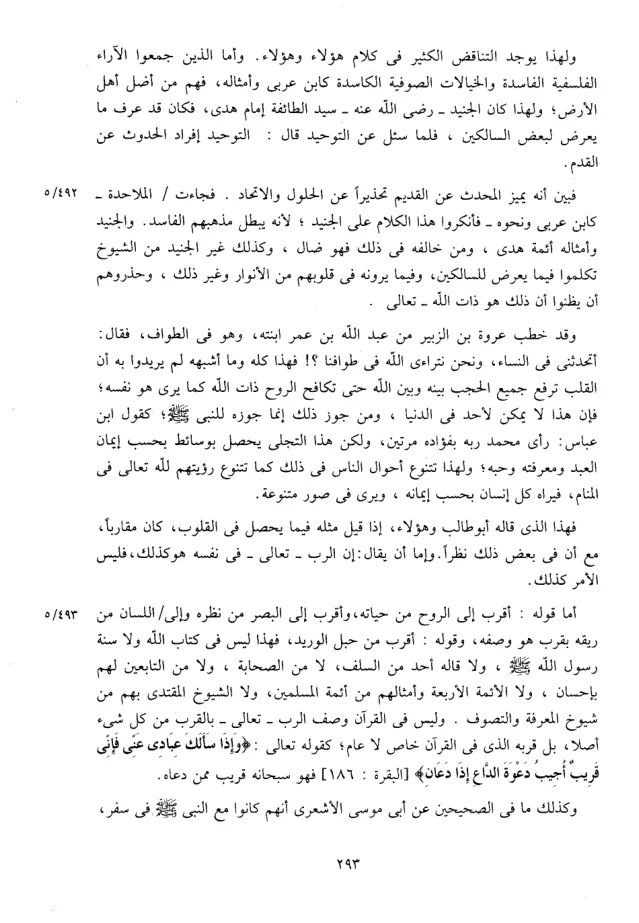 ولهذا يوجد التناقض الكثير فى كلام هؤلاء وهؤلاء. وأما الذين جمعوا الآراء
الفلسفية الفاسدة والخيالات الصوفية الكاسدة كابن عربى وأمثاله، فهم من أضل أهل
الأرض؛ ولهذا كان الجنيد ـ رضى الله عنه ـ سيد الطائفة إمام هدى، فكان قد عرف ما
يعرض لبعض السالكين ، فلما سئل عن التوحيد قال : التوحيد إفراد الحدوث عن
القدم.
فبين أنه يميز المحدث عن القديم تحذيراً عن الحلول والاتحاد . فجاءت / الملاحدة ـ ٥/٤٩٢
كابن عربى ونحوه ـ فأنكروا هذا الكلام على الجنيد ؛ لأنه يبطل مذهبهم الفاسد. والجنيد
وأمثاله أئمة هدى ، ومن خالفه فى ذلك فهو ضال ، وكذلك غير الجنيد من الشيوخ
تكلموا فيما يعرض للسالكين، وفيما يرونه فى قلوبهم من الأنوار وغير ذلك ، وحذروهم
أن يظنوا أن ذلك هو ذات الله ـ تعالى .
وقد خطب عروة بن الزبير من عبد الله بن عمر ابنته، وهو فى الطواف، فقال:
أتحدثنى فى النساء، ونحن نتراءى الله فى طوافنا ؟! فهذا كله وما أشبهه لم يريدوا به أن
القلب ترفع جميع الحجب بينه وبين الله حتى تكافح الروح ذات الله كما يرى هو نفسه؛
فإن هذا لا يمكن لأحد فى الدنيا ، ومن جوز ذلك إنما جوزه للنبى ﷺ؛ كقول ابن
عباس: رأى محمد ربه بفؤاده مرتين، ولكن هذا التجلى يحصل بوسائط بحسب إيمان
العبد ومعرفته وحبه؛ ولهذا تتنوع أحوال الناس فى ذلك كما تتنوع رؤيتهم لله تعالى فى
المنام، فيراه كل إنسان بحسب إيمانه ، ويرى فى صور متنوعة.
فهذا الذى قاله أبوطالب وهؤلاء، إذا قيل مثله فيما يحصل فى القلوب، كان مقارباً،
مع أن فى بعض ذلك نظراً.وإما أن يقال:إن الرب ـ تعالى ـ فى نفسه هوكذلك،فليس
الأمر كذلك.
أما قوله : أقرب إلى الروح من حياته،وأقرب إلى البصر من نظره وإلى/ اللسان من ٥/٤٩٣
ريقه بقرب هو وصفه، وقوله : أقرب من حبل الوريد، فهذا ليس فى كتاب الله ولا سنة
رسول الله ﷺ ، ولا قاله أحد من السلف، لا من الصحابة ، ولا من التابعين لهم
بإحسان ، ولا الأئمة الأربعة وأمثالهم من أئمة المسلمين، ولا الشيوخ المقتدى بهم من
شيوخ المعرفة والتصوف . وليس فى القرآن وصف الرب ـ تعالى ـ بالقرب من كل شىء
أصلا، بل قربه الذى فى القرآن خاص لا عام؛ كقوله تعالى :﴿وَإِذَا سَأَلَكَ عِبَادِى عَنِّى فَإِنِّى
قَرِيبٌ أُجِيبُ دَعْوَةَ الدَّاعِ إِذَا دَعَانِ﴾ [البقرة : ١٨٦] فهو سبحانه قريب ممن دعاه.
وكذلك ما فى الصحيحين عن أبى موسى الأشعرى أنهم كانوا مع النبى ﷺ فى سفر،
٢٩٣